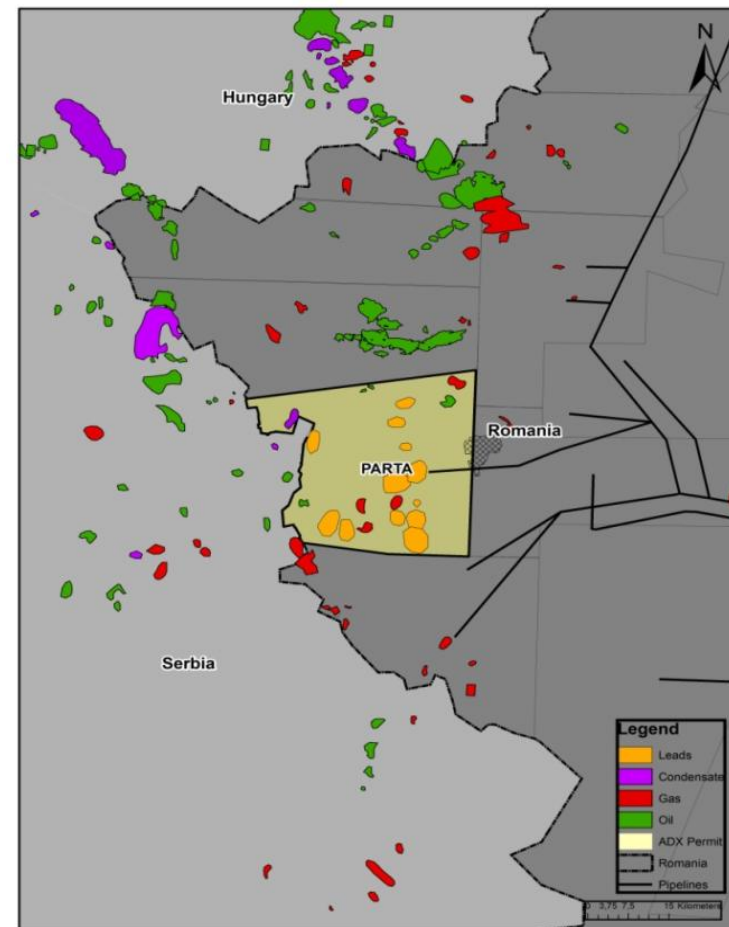 N
Hungary
Romania
PARTA
Serbia
Legend
Leads
Condensate
Gas
Oil
ADX Permit
Romania
Pipelines
0 3,75 7,5 15 Kilometers